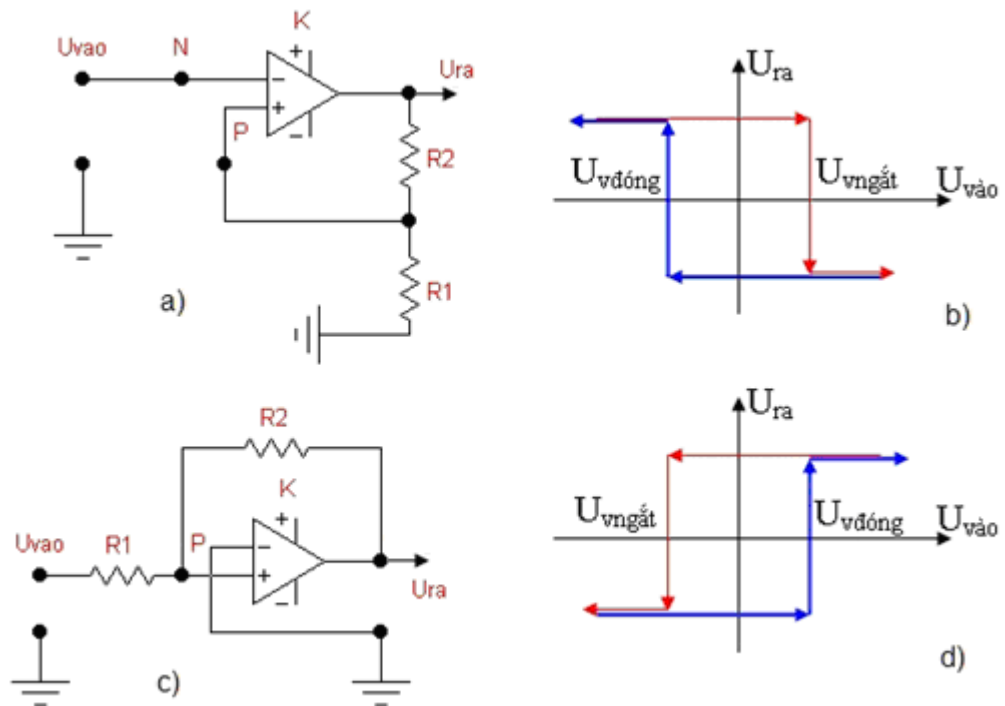 K
Uvao
N
+
−
+
−
Ura
P
R2
R1
a)
Ura
Uvđóng
Uvngắt
Uvào
b)
R2
K
Uvao
R1
P
+
−
+
−
Ura
c)
Ura
Uvngắt
Uvđóng
Uvào
d)